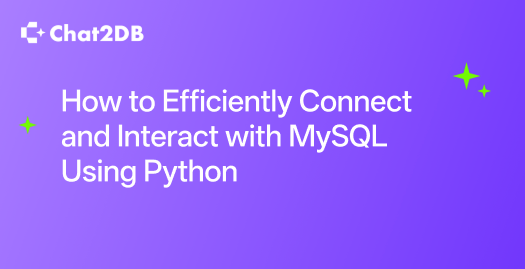 Chat2DB
How to Efficiently Connect
and Interact with MySQL
Using Python